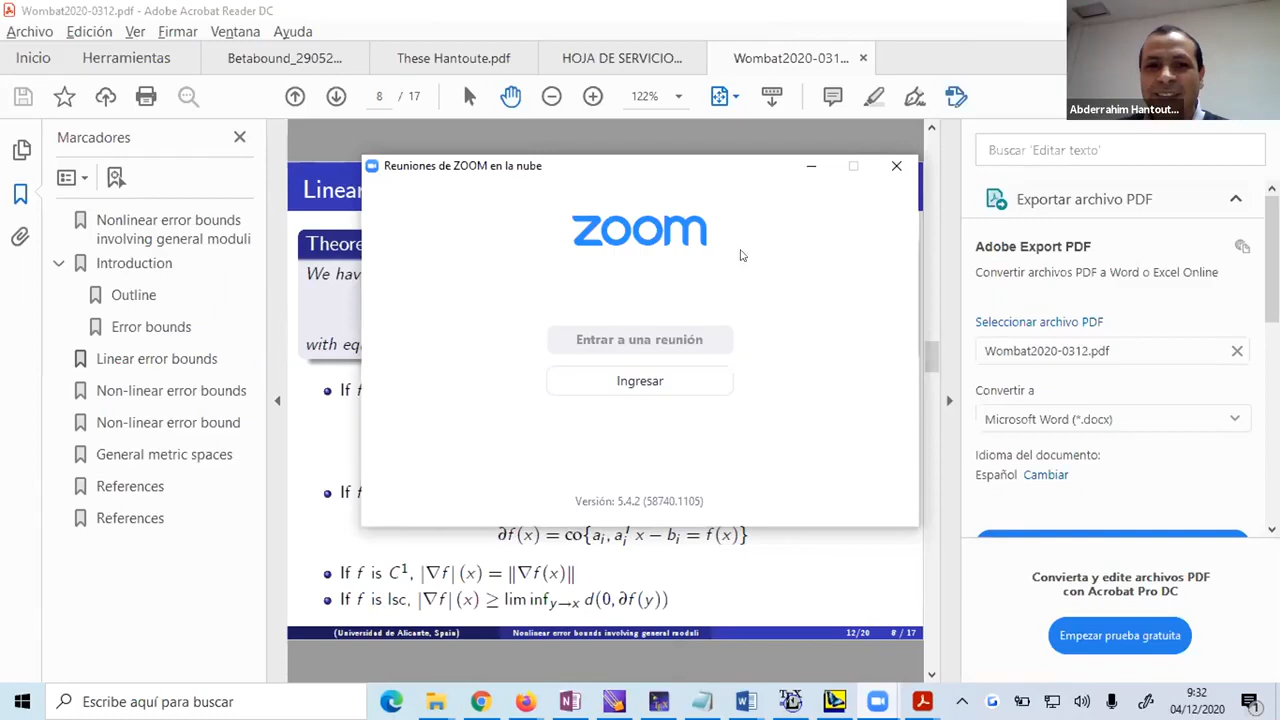 Wombat2020-0312.pdf - Adobe Acrobat Reader DC
Archivo Edición Ver Firmar Ventana Ayuda
Inicio Herramientas Betabound_29052... These Hantoute.pdf HOJA DE SERVICIO... Wombat2020-031...
8 / 17 122%
Abderrahim Hantout...
Marcadores
Nonlinear error bounds
involving general moduli
Introduction
Outline
Error bounds
Linear error bounds
Non-linear error bounds
Non-linear error bound
General metric spaces
References
References
Linear
Theore
We hav
with equ
If f
If f
Reuniones de ZOOM en la nube
zoom
Entrar a una reunión
Ingresar
Versión: 5.4.2 (58740.1105)
∂f(x) = co{aᵢ, aᵢ′ x − bᵢ = f(x)}
If f is C¹, |∇f| (x) = ‖∇f(x)‖
If f is lsc, |∇f| (x) ≥ lim inf_{y→x} d(0, ∂f(y))
(Universidad de Alicante, Spain) Nonlinear error bounds involving general moduli 12/20 8 / 17
Buscar 'Editar texto'
Exportar archivo PDF
Adobe Export PDF
Convertir archivos PDF a Word o Excel Online
Seleccionar archivo PDF
Wombat2020-0312.pdf
Convertir a
Microsoft Word (*.docx)
Idioma del documento:
Español Cambiar
Convierta y edite archivos PDF
con Acrobat Pro DC
Empezar prueba gratuita
Escribe aquí para buscar
9:32
04/12/2020